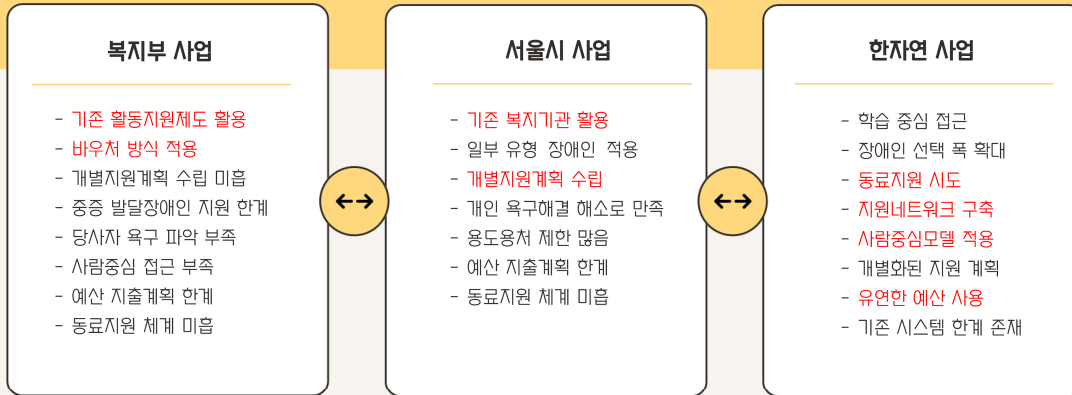 복지부 사업
- 기존 활동지원제도 활용
- 바우처 방식 적용
- 개별지원계획 수립 미흡
- 중증 발달장애인 지원 한계
- 당사자 욕구 파악 부족
- 사람중심 접근 부족
- 예산 지출계획 한계
- 동료지원 체계 미흡
서울시 사업
- 기존 복지기관 활용
- 일부 유형 장애인 적용
- 개별지원계획 수립
- 개인 욕구해결 해소로 만족
- 용도용처 제한 많음
- 예산 지출계획 한계
- 동료지원 체계 미흡
한자연 사업
- 학습 중심 접근
- 장애인 선택 폭 확대
- 동료지원 시도
- 지원네트워크 구축
- 사람중심모델 적용
- 개별화된 지원 계획
- 유연한 예산 사용
- 기존 시스템 한계 존재